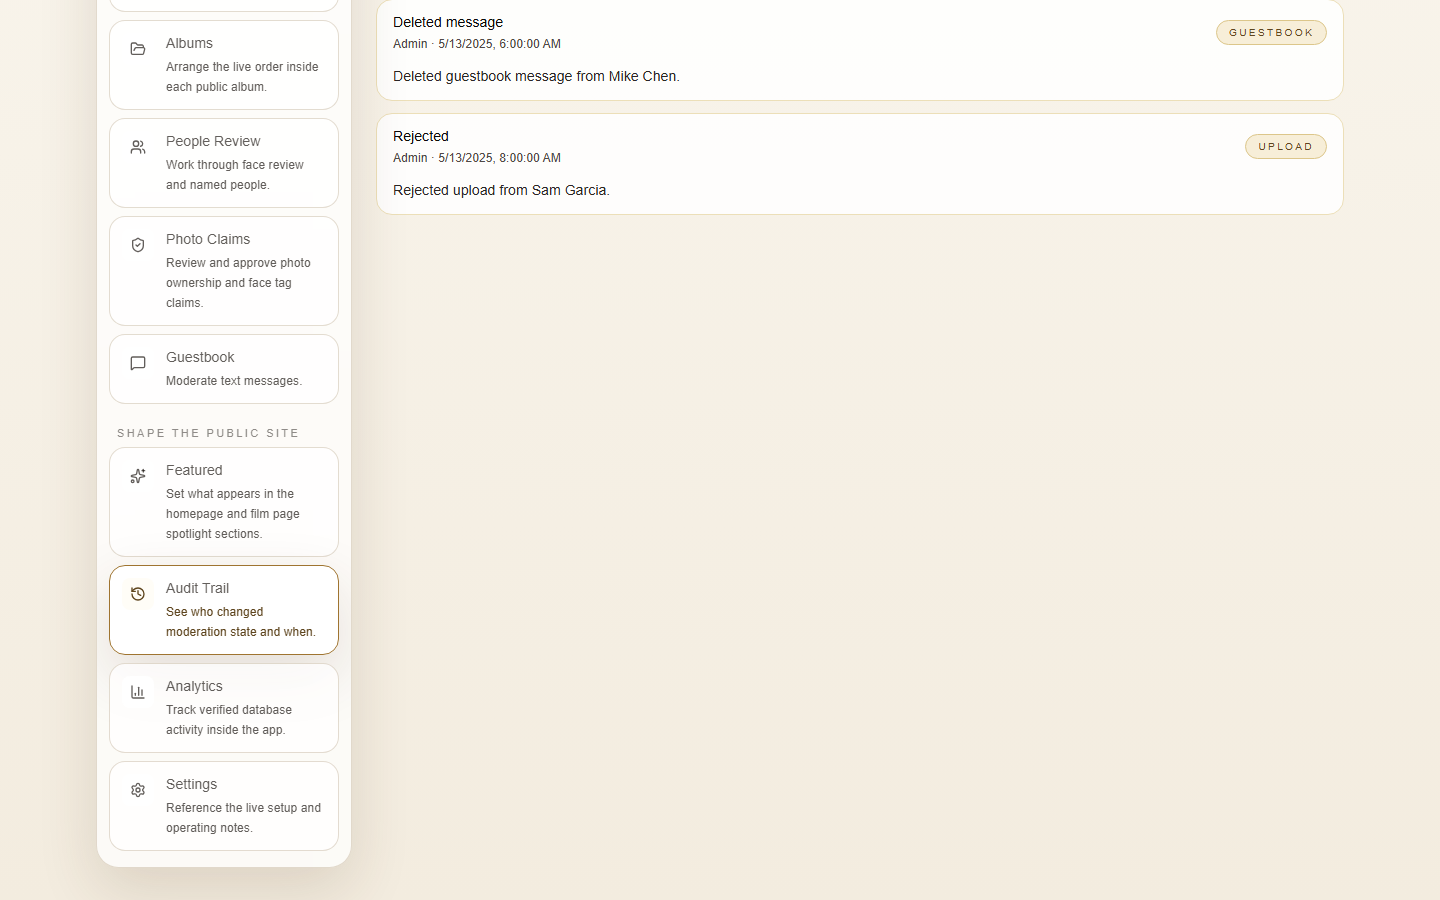 Albums
Arrange the live order inside
each public album.
People Review
Work through face review
and named people.
Photo Claims
Review and approve photo
ownership and face tag
claims.
Guestbook
Moderate text messages.
SHAPE THE PUBLIC SITE
Featured
Set what appears in the
homepage and film page
spotlight sections.
Audit Trail
See who changed
moderation state and when.
Analytics
Track verified database
activity inside the app.
Settings
Reference the live setup and
operating notes.
Deleted message
Admin · 5/13/2025, 6:00:00 AM
GUESTBOOK
Deleted guestbook message from Mike Chen.
Rejected
Admin · 5/13/2025, 8:00:00 AM
UPLOAD
Rejected upload from Sam Garcia.